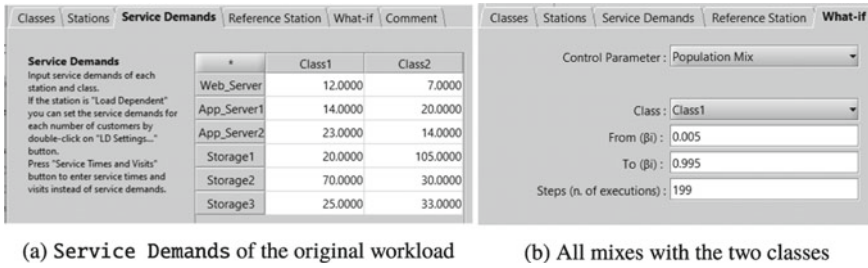 Classes Stations Service Demands Reference Station What-if Comment
Service Demands
Input service demands of each
station and class.
If the station is "Load Dependent"
you can set the service demands for
each number of customers by
double-click on "LD Settings..."
button.
Press "Service Times and Visits"
button to enter service times and
visits instead of service demands.
* Class1 Class2
Web_Server 12.0000 7.0000
App_Server1 14.0000 20.0000
App_Server2 23.0000 14.0000
Storage1 20.0000 105.0000
Storage2 70.0000 30.0000
Storage3 25.0000 33.0000
(a) Service Demands of the original workload
Classes Stations Service Demands Reference Station What-if
Control Parameter : Population Mix
Class : Class1
From (βi) : 0.005
To (βi) : 0.995
Steps (n. of executions) : 199
(b) All mixes with the two classes